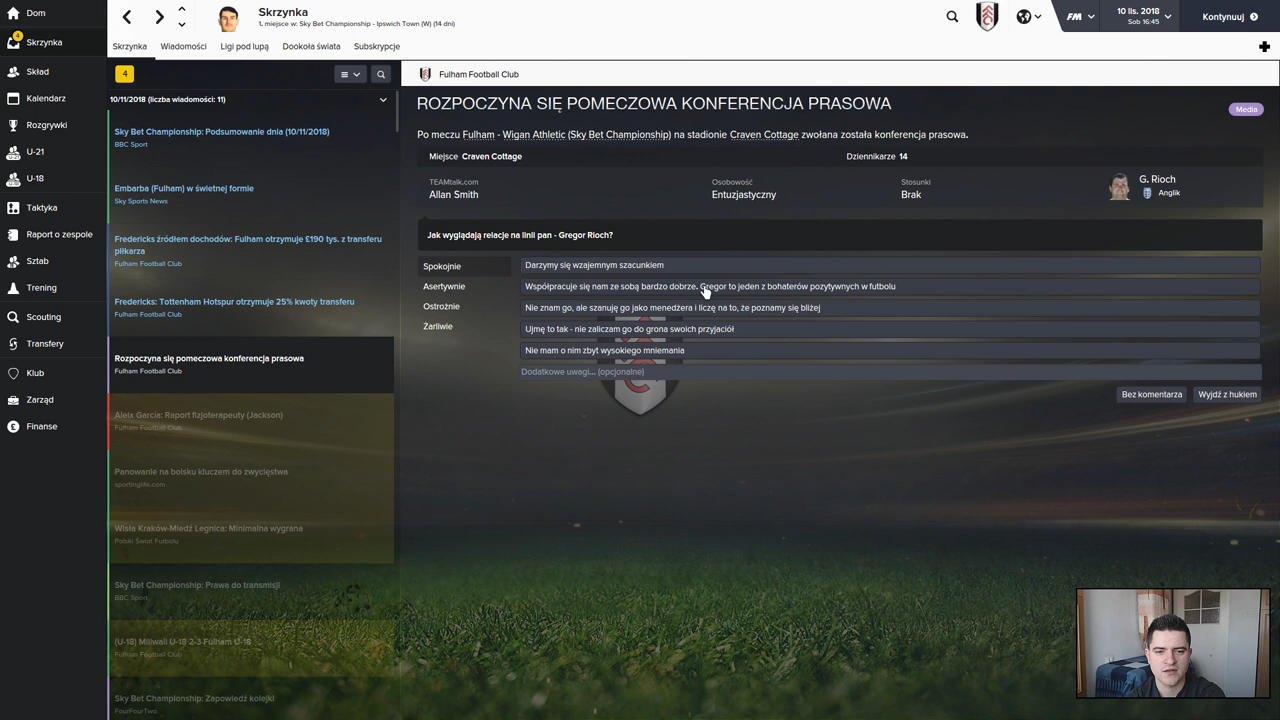 Dom
4
Skrzynka
Skład
Kalendarz
Rozgrywki
U-21
U-18
Taktyka
Raport o zespole
Sztab
Trening
Scouting
Transfery
Klub
Zarząd
Finanse
Skrzynka
1. miejsce w: Sky Bet Championship - Ipswich Town (W) (14 dni)
FM
10 lis. 2018
Sob 16:45
Kontynuuj
Skrzynka
Wiadomości
Ligi pod lupą
Dookoła świata
Subskrypcje
4
10/11/2018 (liczba wiadomości: 11)
Sky Bet Championship: Podsumowanie dnia (10/11/2018)
BBC Sport
Embarba (Fulham) w świetnej formie
Sky Sports News
Fredericks źródłem dochodów: Fulham otrzymuje £190 tys. z transferu
piłkarza
Fulham Football Club
Fredericks: Tottenham Hotspur otrzymuje 25% kwoty transferu
Fulham Football Club
Rozpoczyna się pomeczowa konferencja prasowa
Fulham Football Club
Aleix García: Raport fizjoterapeuty (Jackson)
Fulham Football Club
Panowanie na boisku kluczem do zwycięstwa
sportinglife.com
Wisła Kraków-Miedź Legnica: Minimalna wygrana
Polski Świat Futbolu
Sky Bet Championship: Prawa do transmisji
BBC Sport
(U-18) Millwall U-18 2-3 Fulham U-18
Fulham Football Club
Sky Bet Championship: Zapowiedź kolejki
FourFourTwo
Fulham Football Club
ROZPOCZYNA SIĘ POMECZOWA KONFERENCJA PRASOWA
Media
Po meczu Fulham - Wigan Athletic (Sky Bet Championship) na stadionie Craven Cottage zwołana została konferencja prasowa.
Miejsce Craven Cottage
Dziennikarze 14
TEAMtalk.com
Allan Smith
Osobowość
Entuzjastyczny
Stosunki
Brak
G. Rioch
Anglik
Jak wyglądają relacje na linii pan - Gregor Rioch?
Spokojnie
Asertywnie
Ostrożnie
Żarliwie
Darzymy się wzajemnym szacunkiem
Współpracuje się nam ze sobą bardzo dobrze. Gregor to jeden z bohaterów pozytywnych w futbolu
Nie znam go, ale szanuję go jako menedżera i liczę na to, że poznamy się bliżej
Ujmę to tak - nie zaliczam go do grona swoich przyjaciół
Nie mam o nim zbyt wysokiego mniemania
Dodatkowe uwagi... (opcjonalne)
Bez komentarza
Wyjdź z hukiem